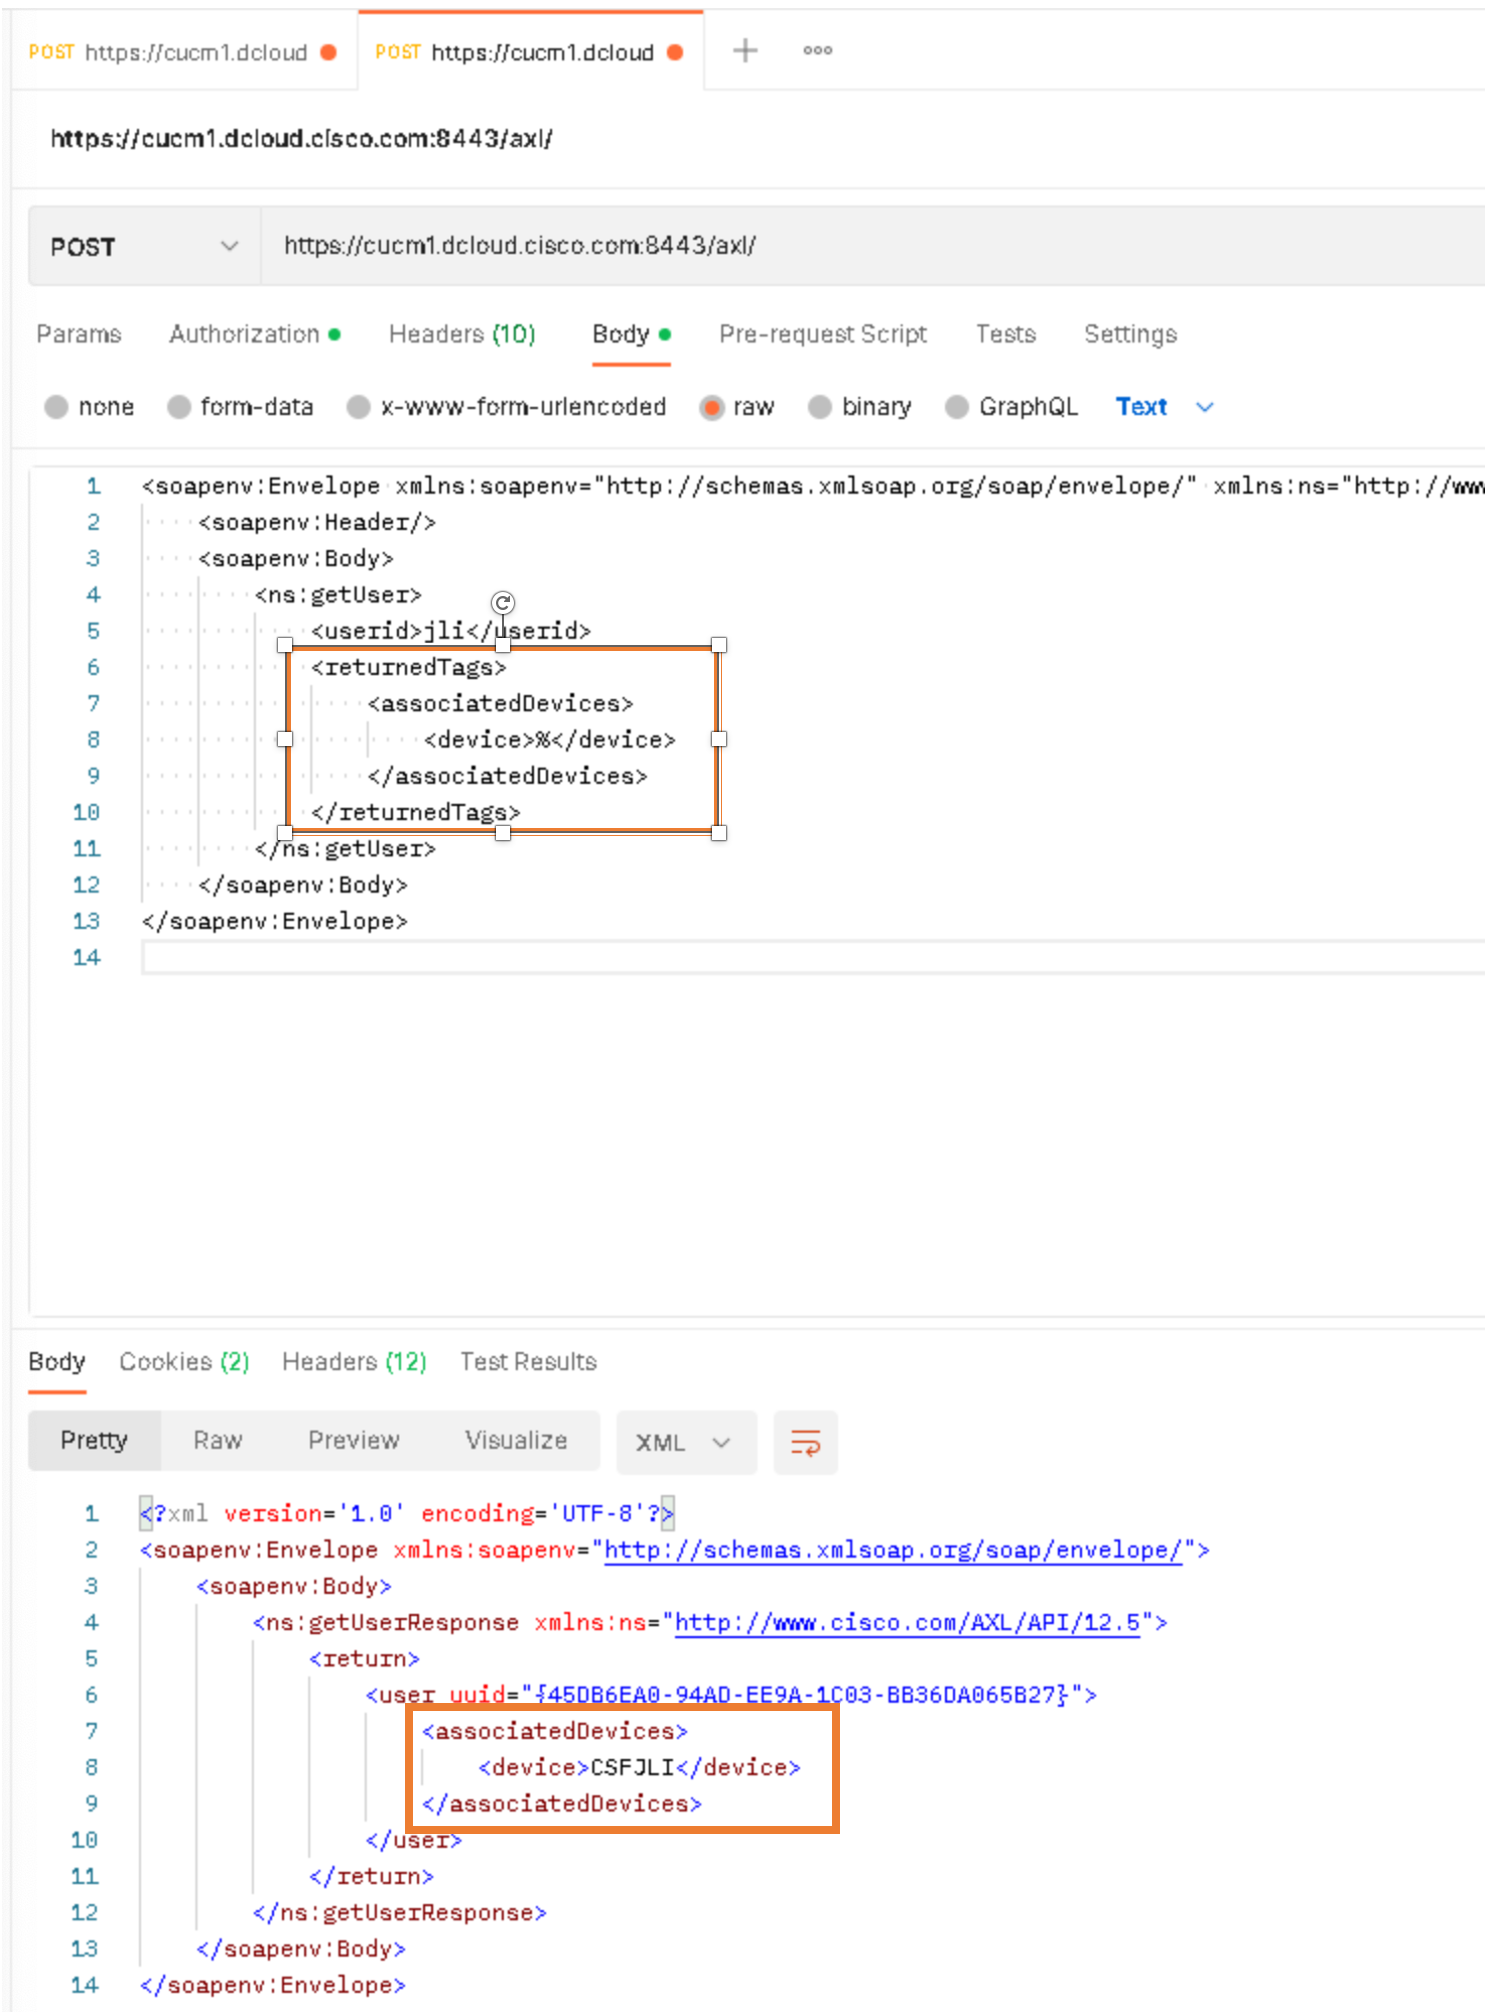 POST https://cucm1.dcloud POST https://cucm1.dcloud
https://cucm1.dcloud.cisco.com:8443/axl/
POST https://cucm1.dcloud.cisco.com:8443/axl/
Params Authorization Headers (10) Body Pre-request Script Tests Settings
none form-data x-www-form-urlencoded raw binary GraphQL Text
1 <soapenv:Envelope xmlns:soapenv="http://schemas.xmlsoap.org/soap/envelope/" xmlns:ns="http://www
2 <soapenv:Header/>
3 <soapenv:Body>
4 <ns:getUser>
5 <userid>jli</userid>
6 <returnedTags>
7 <associatedDevices>
8 <device>%</device>
9 </associatedDevices>
10 </returnedTags>
11 </ns:getUser>
12 </soapenv:Body>
13 </soapenv:Envelope>
14
Body Cookies (2) Headers (12) Test Results
Pretty Raw Preview Visualize XML
1 <?xml version='1.0' encoding='UTF-8'?>
2 <soapenv:Envelope xmlns:soapenv="http://schemas.xmlsoap.org/soap/envelope/">
3 <soapenv:Body>
4 <ns:getUserResponse xmlns:ns="http://www.cisco.com/AXL/API/12.5">
5 <return>
6 <user uuid="{45DB6EA0-94AD-EE9A-1C03-BB36DA065B27}">
7 <associatedDevices>
8 <device>CSFJLI</device>
9 </associatedDevices>
10 </user>
11 </return>
12 </ns:getUserResponse>
13 </soapenv:Body>
14 </soapenv:Envelope>